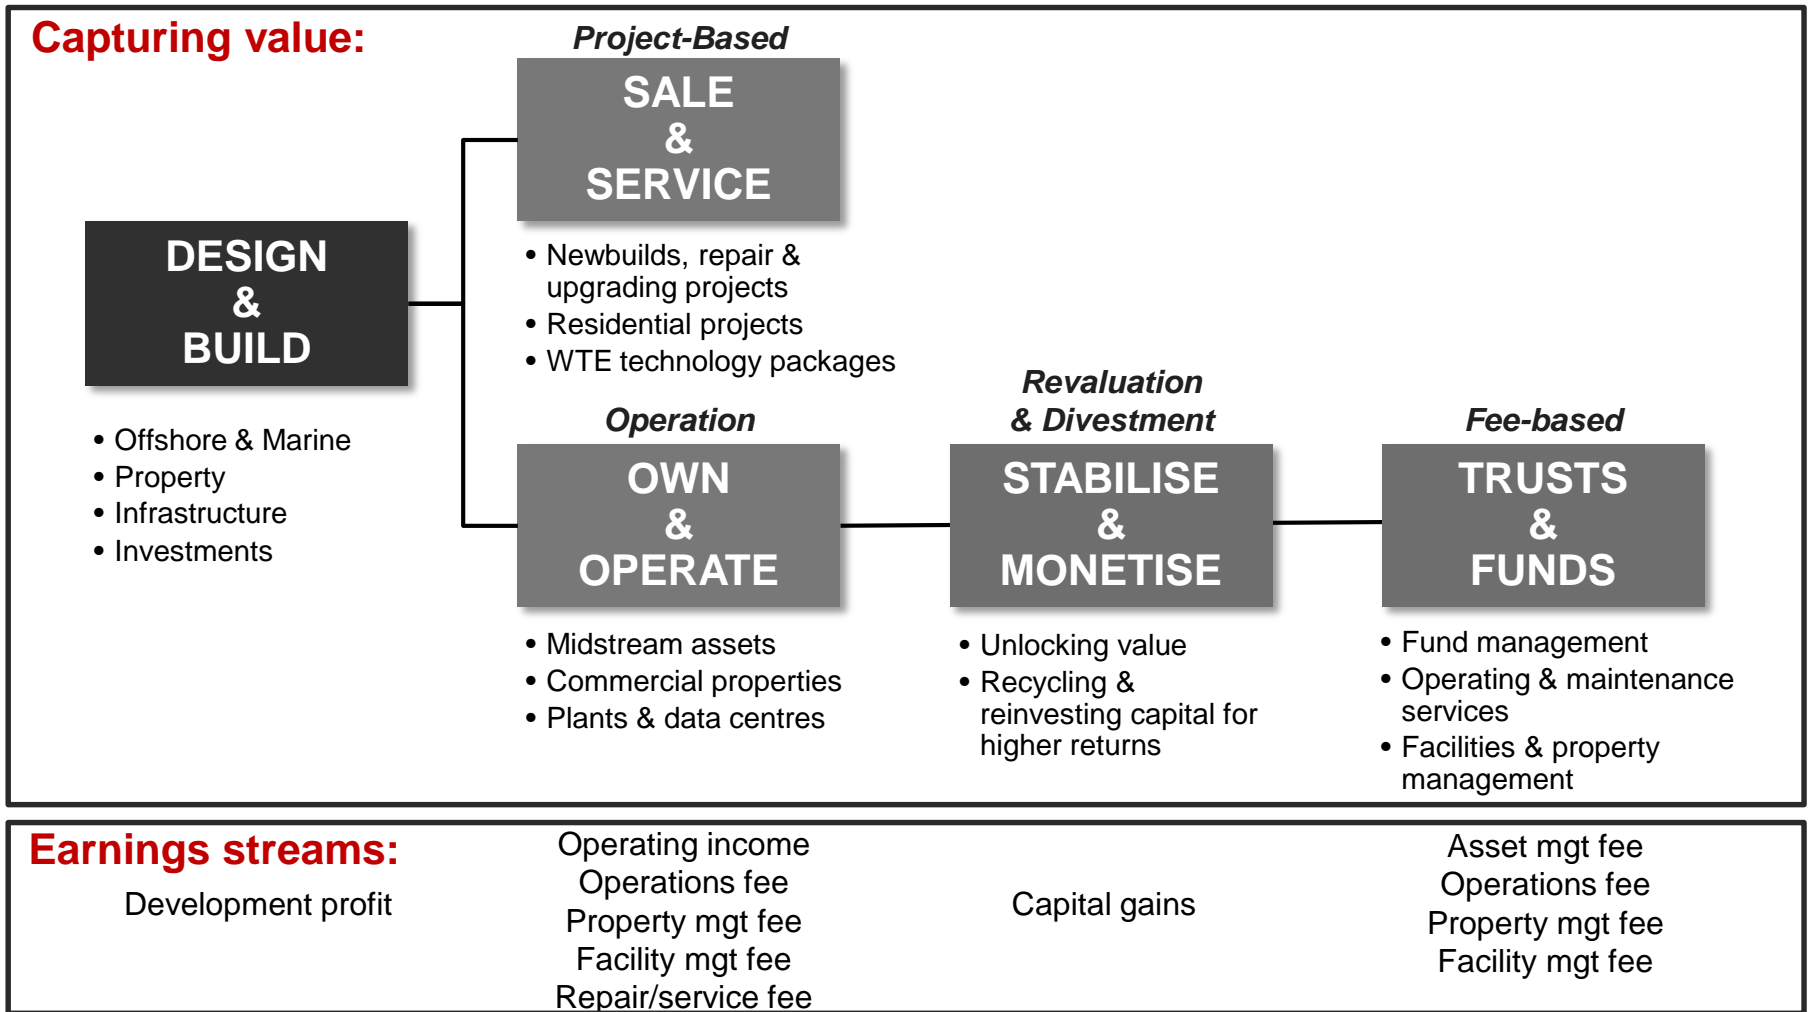 Capturing value:
Project-Based
SALE
&
SERVICE
• Newbuilds, repair &
upgrading projects
• Residential projects
• WTE technology packages
DESIGN
&
BUILD
• Offshore & Marine
• Property
• Infrastructure
• Investments
Operation
OWN
&
OPERATE
• Midstream assets
• Commercial properties
• Plants & data centres
Revaluation
& Divestment
STABILISE
&
MONETISE
• Unlocking value
• Recycling &
reinvesting capital for
higher returns
Fee-based
TRUSTS
&
FUNDS
• Fund management
• Operating & maintenance
services
• Facilities & property
management
Earnings streams:
Development profit
Operating income
Operations fee
Property mgt fee
Facility mgt fee
Repair/service fee
Capital gains
Asset mgt fee
Operations fee
Property mgt fee
Facility mgt fee